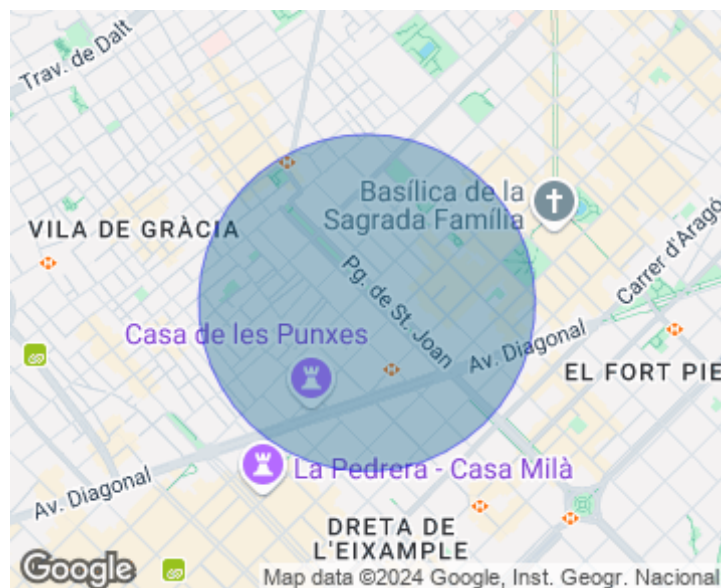 Trav. de Dalt
Basílica de la
Sagrada Família
VILA DE GRÀCIA
Carrer d'Aragó
Pg. de St. Joan
Casa de les Punxes
Av. Diagonal
EL FORT PIE
La Pedrera - Casa Milà
Av. Diagonal
DRETA DE
L'EIXAMPLE
Google
Map data ©2024 Google, Inst. Geogr. Nacional